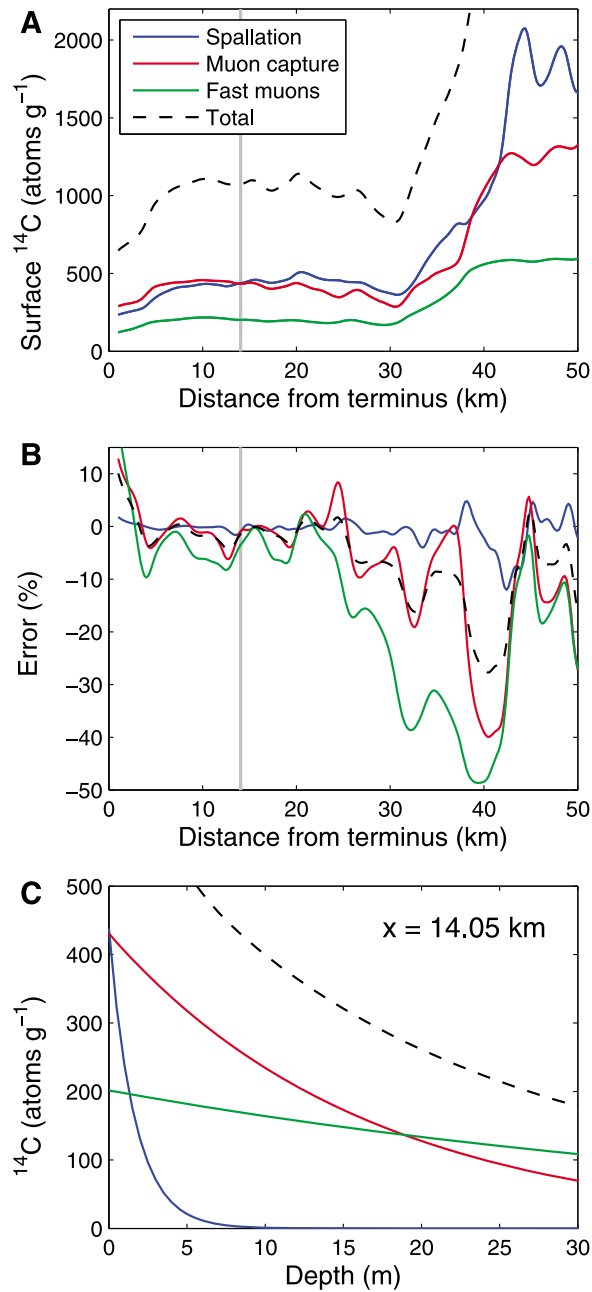 A
Surface ¹⁴C (atoms g⁻¹)
2000
1500
1000
500
0
Spallation
Muon capture
Fast muons
Total
0 10 20 30 40 50
Distance from terminus (km)
B
Error (%)
10
0
−10
−20
−30
−40
−50
0 10 20 30 40 50
Distance from terminus (km)
C
¹⁴C (atoms g⁻¹)
500
400
300
200
100
0
x = 14.05 km
0 5 10 15 20 25 30
Depth (m)